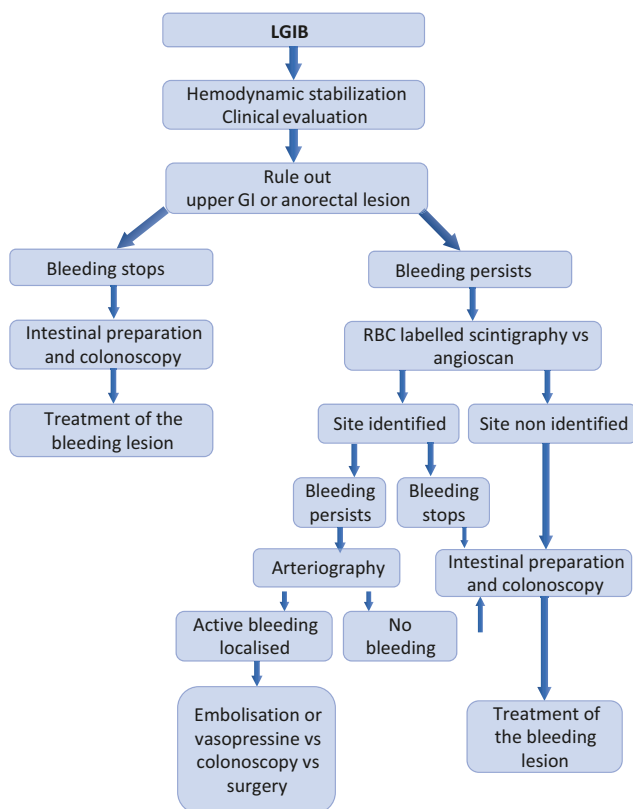 LGIB
Hemodynamic stabilization
Clinical evaluation
Rule out
upper GI or anorectal lesion
Bleeding stops
Bleeding persists
Intestinal preparation
and colonoscopy
RBC labelled scintigraphy vs
angioscan
Treatment of the
bleeding lesion
Site identified
Site non identified
Bleeding
persists
Bleeding
stops
Arteriography
Intestinal preparation
and colonoscopy
Active bleeding
localised
No
bleeding
Embolisation or
vasopressine vs
colonoscopy vs
surgery
Treatment of
the bleeding
lesion